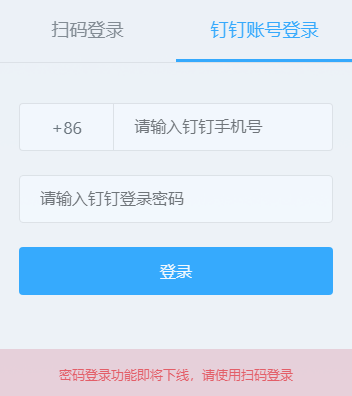 扫码登录 钉钉账号登录
+86 请输入钉钉手机号
请输入钉钉登录密码
登录
密码登录功能即将下线，请使用扫码登录